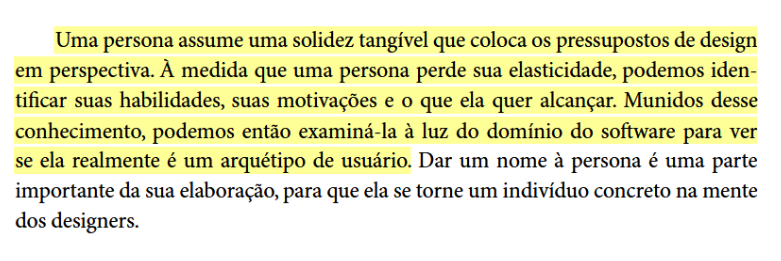 Uma persona assume uma solidez tangível que coloca os pressupostos de design
em perspectiva. À medida que uma persona perde sua elasticidade, podemos iden-
tificar suas habilidades, suas motivações e o que ela quer alcançar. Munidos desse
conhecimento, podemos então examiná-la à luz do domínio do software para ver
se ela realmente é um arquétipo de usuário. Dar um nome à persona é uma parte
importante da sua elaboração, para que ela se torne um indivíduo concreto na mente
dos designers.